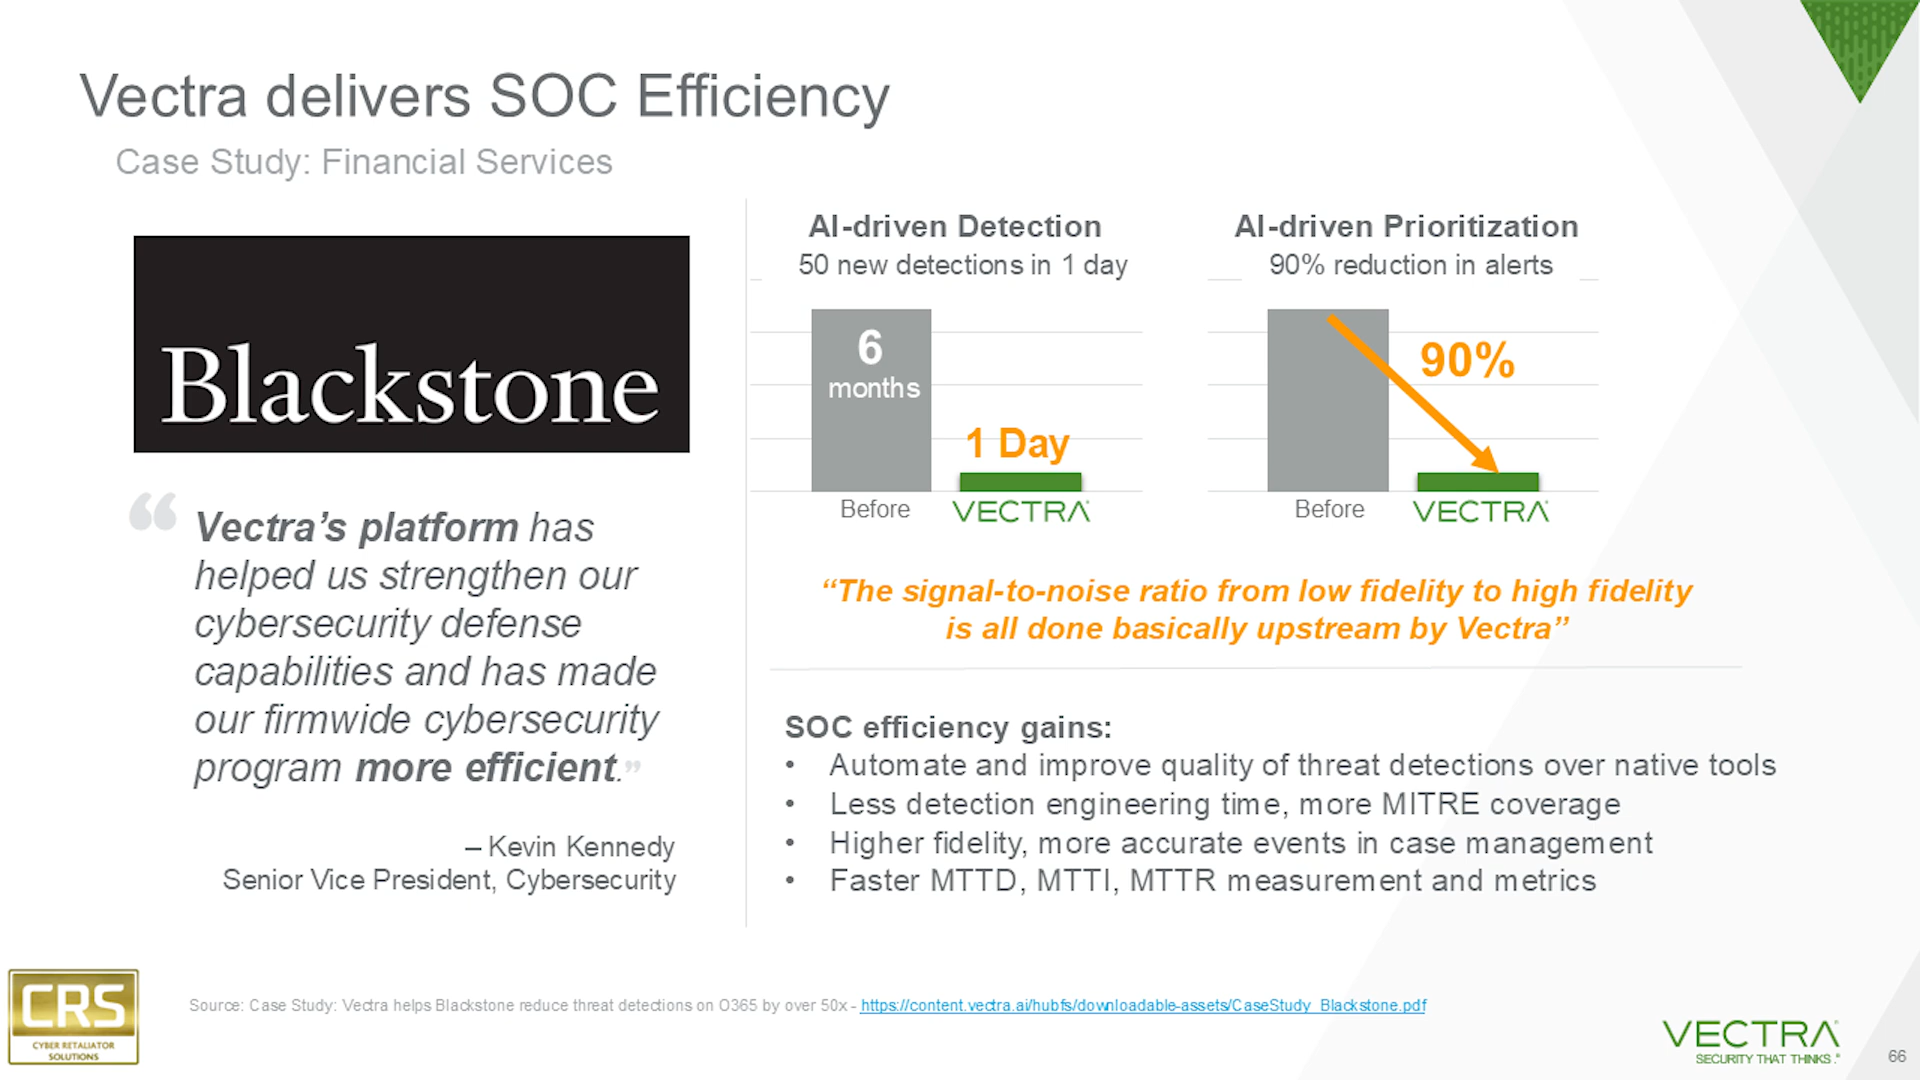 Vectra delivers SOC Efficiency
Case Study: Financial Services
Blackstone
“Vectra’s platform has
helped us strengthen our
cybersecurity defense
capabilities and has made
our firmwide cybersecurity
program more efficient.”
– Kevin Kennedy
Senior Vice President, Cybersecurity
AI-driven Detection
50 new detections in 1 day
6
months
1 Day
Before
VECTRA
AI-driven Prioritization
90% reduction in alerts
90%
Before
VECTRA
“The signal-to-noise ratio from low fidelity to high fidelity
is all done basically upstream by Vectra”
SOC efficiency gains:
• Automate and improve quality of threat detections over native tools
• Less detection engineering time, more MITRE coverage
• Higher fidelity, more accurate events in case management
• Faster MTTD, MTTI, MTTR measurement and metrics
CRS
CYBER RETALIATOR
SOLUTIONS
Source: Case Study: Vectra helps Blackstone reduce threat detections on O365 by over 50x - https://content.vectra.ai/hubfs/downloadable-assets/CaseStudy_Blackstone.pdf
VECTRA
SECURITY THAT THINKS.®
66